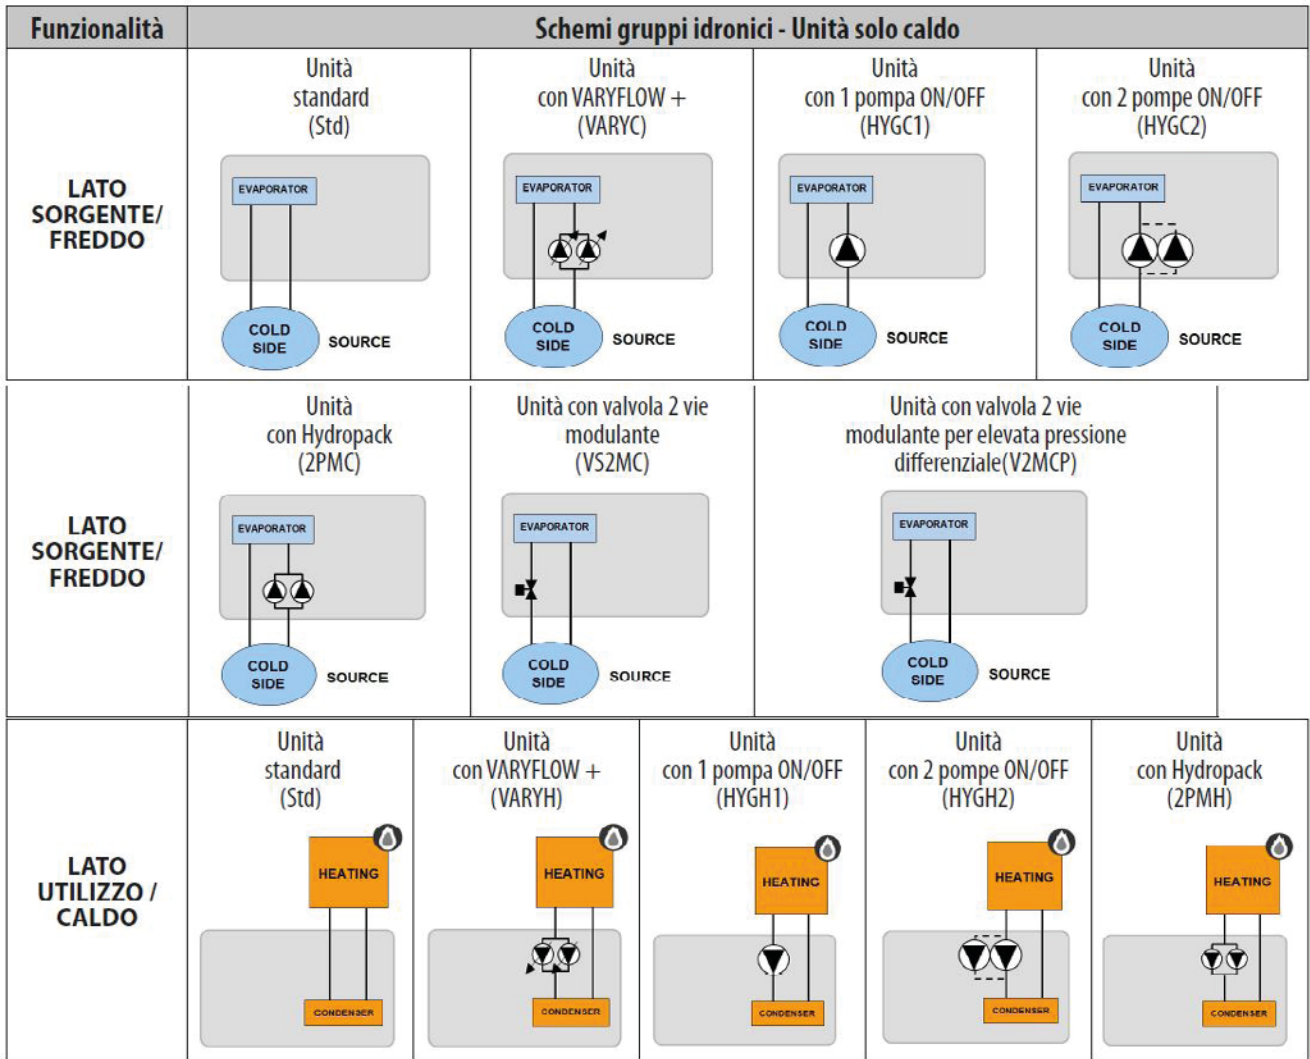 Funzionalità
Schemi gruppi idronici - Unità solo caldo
LATO
SORGENTE/
FREDDO
Unità
standard
(Std)
EVAPORATOR
COLD
SIDE
SOURCE
Unità
con VARYFLOW +
(VARYC)
EVAPORATOR
COLD
SIDE
SOURCE
Unità
con 1 pompa ON/OFF
(HYGC1)
EVAPORATOR
COLD
SIDE
SOURCE
Unità
con 2 pompe ON/OFF
(HYGC2)
EVAPORATOR
COLD
SIDE
SOURCE
LATO
SORGENTE/
FREDDO
Unità
con Hydropack
(2PMC)
EVAPORATOR
COLD
SIDE
SOURCE
Unità con valvola 2 vie
modulante
(VS2MC)
EVAPORATOR
COLD
SIDE
SOURCE
Unità con valvola 2 vie
modulante per elevata pressione
differenziale(V2MCP)
EVAPORATOR
COLD
SIDE
SOURCE
LATO
UTILIZZO /
CALDO
Unità
standard
(Std)
HEATING
CONDENSER
Unità
con VARYFLOW +
(VARYH)
HEATING
CONDENSER
Unità
con 1 pompa ON/OFF
(HYGH1)
HEATING
CONDENSER
Unità
con 2 pompe ON/OFF
(HYGH2)
HEATING
CONDENSER
Unità
con Hydropack
(2PMH)
HEATING
CONDENSER